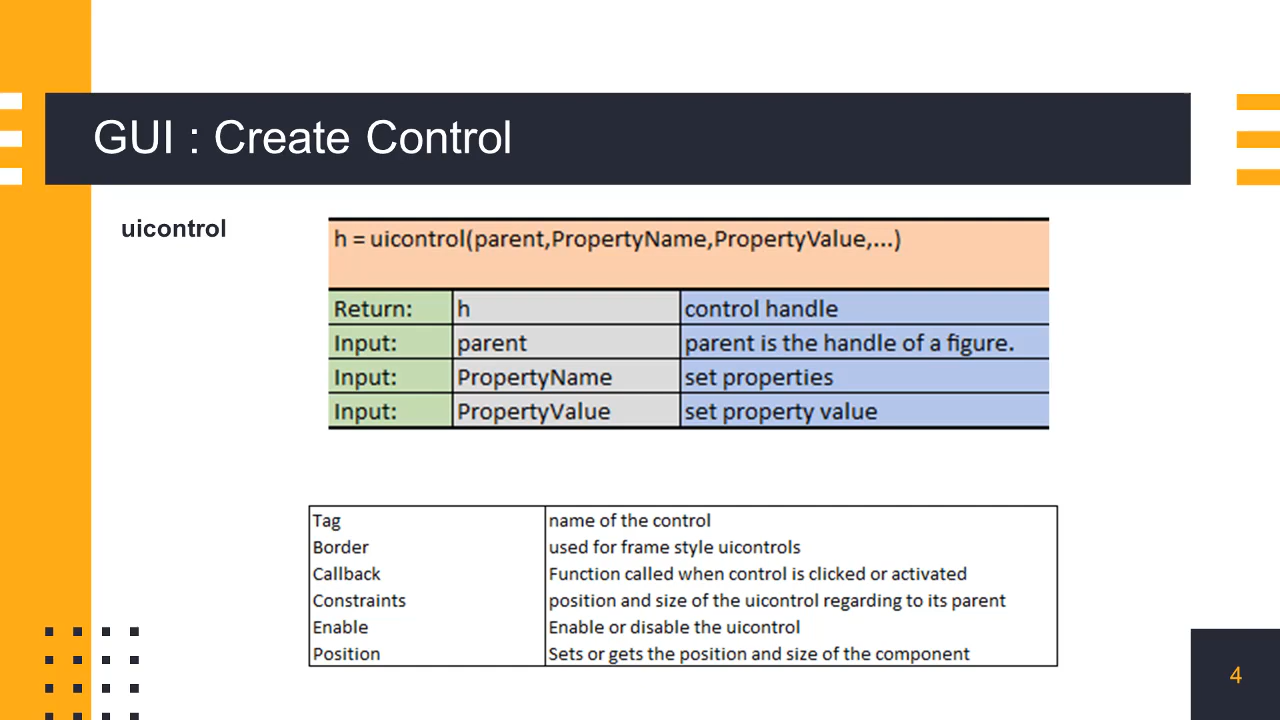 GUI : Create Control
uicontrol
h = uicontrol(parent,PropertyName,PropertyValue,...)
Return: h control handle
Input: parent parent is the handle of a figure.
Input: PropertyName set properties
Input: PropertyValue set property value
Tag name of the control
Border used for frame style uicontrols
Callback Function called when control is clicked or activated
Constraints position and size of the uicontrol regarding to its parent
Enable Enable or disable the uicontrol
Position Sets or gets the position and size of the component
4